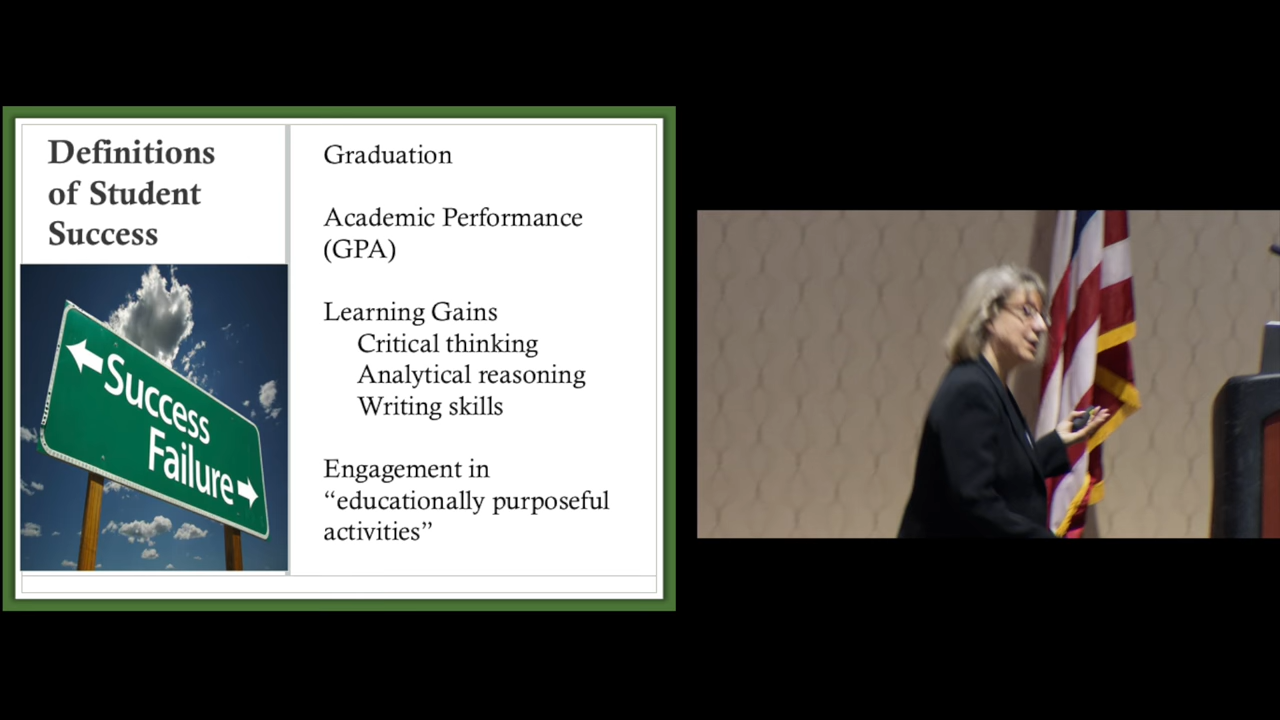 Definitions
of Student
Success
Success
Failure
Graduation
Academic Performance
(GPA)
Learning Gains
Critical thinking
Analytical reasoning
Writing skills
Engagement in
“educationally purposeful
activities”